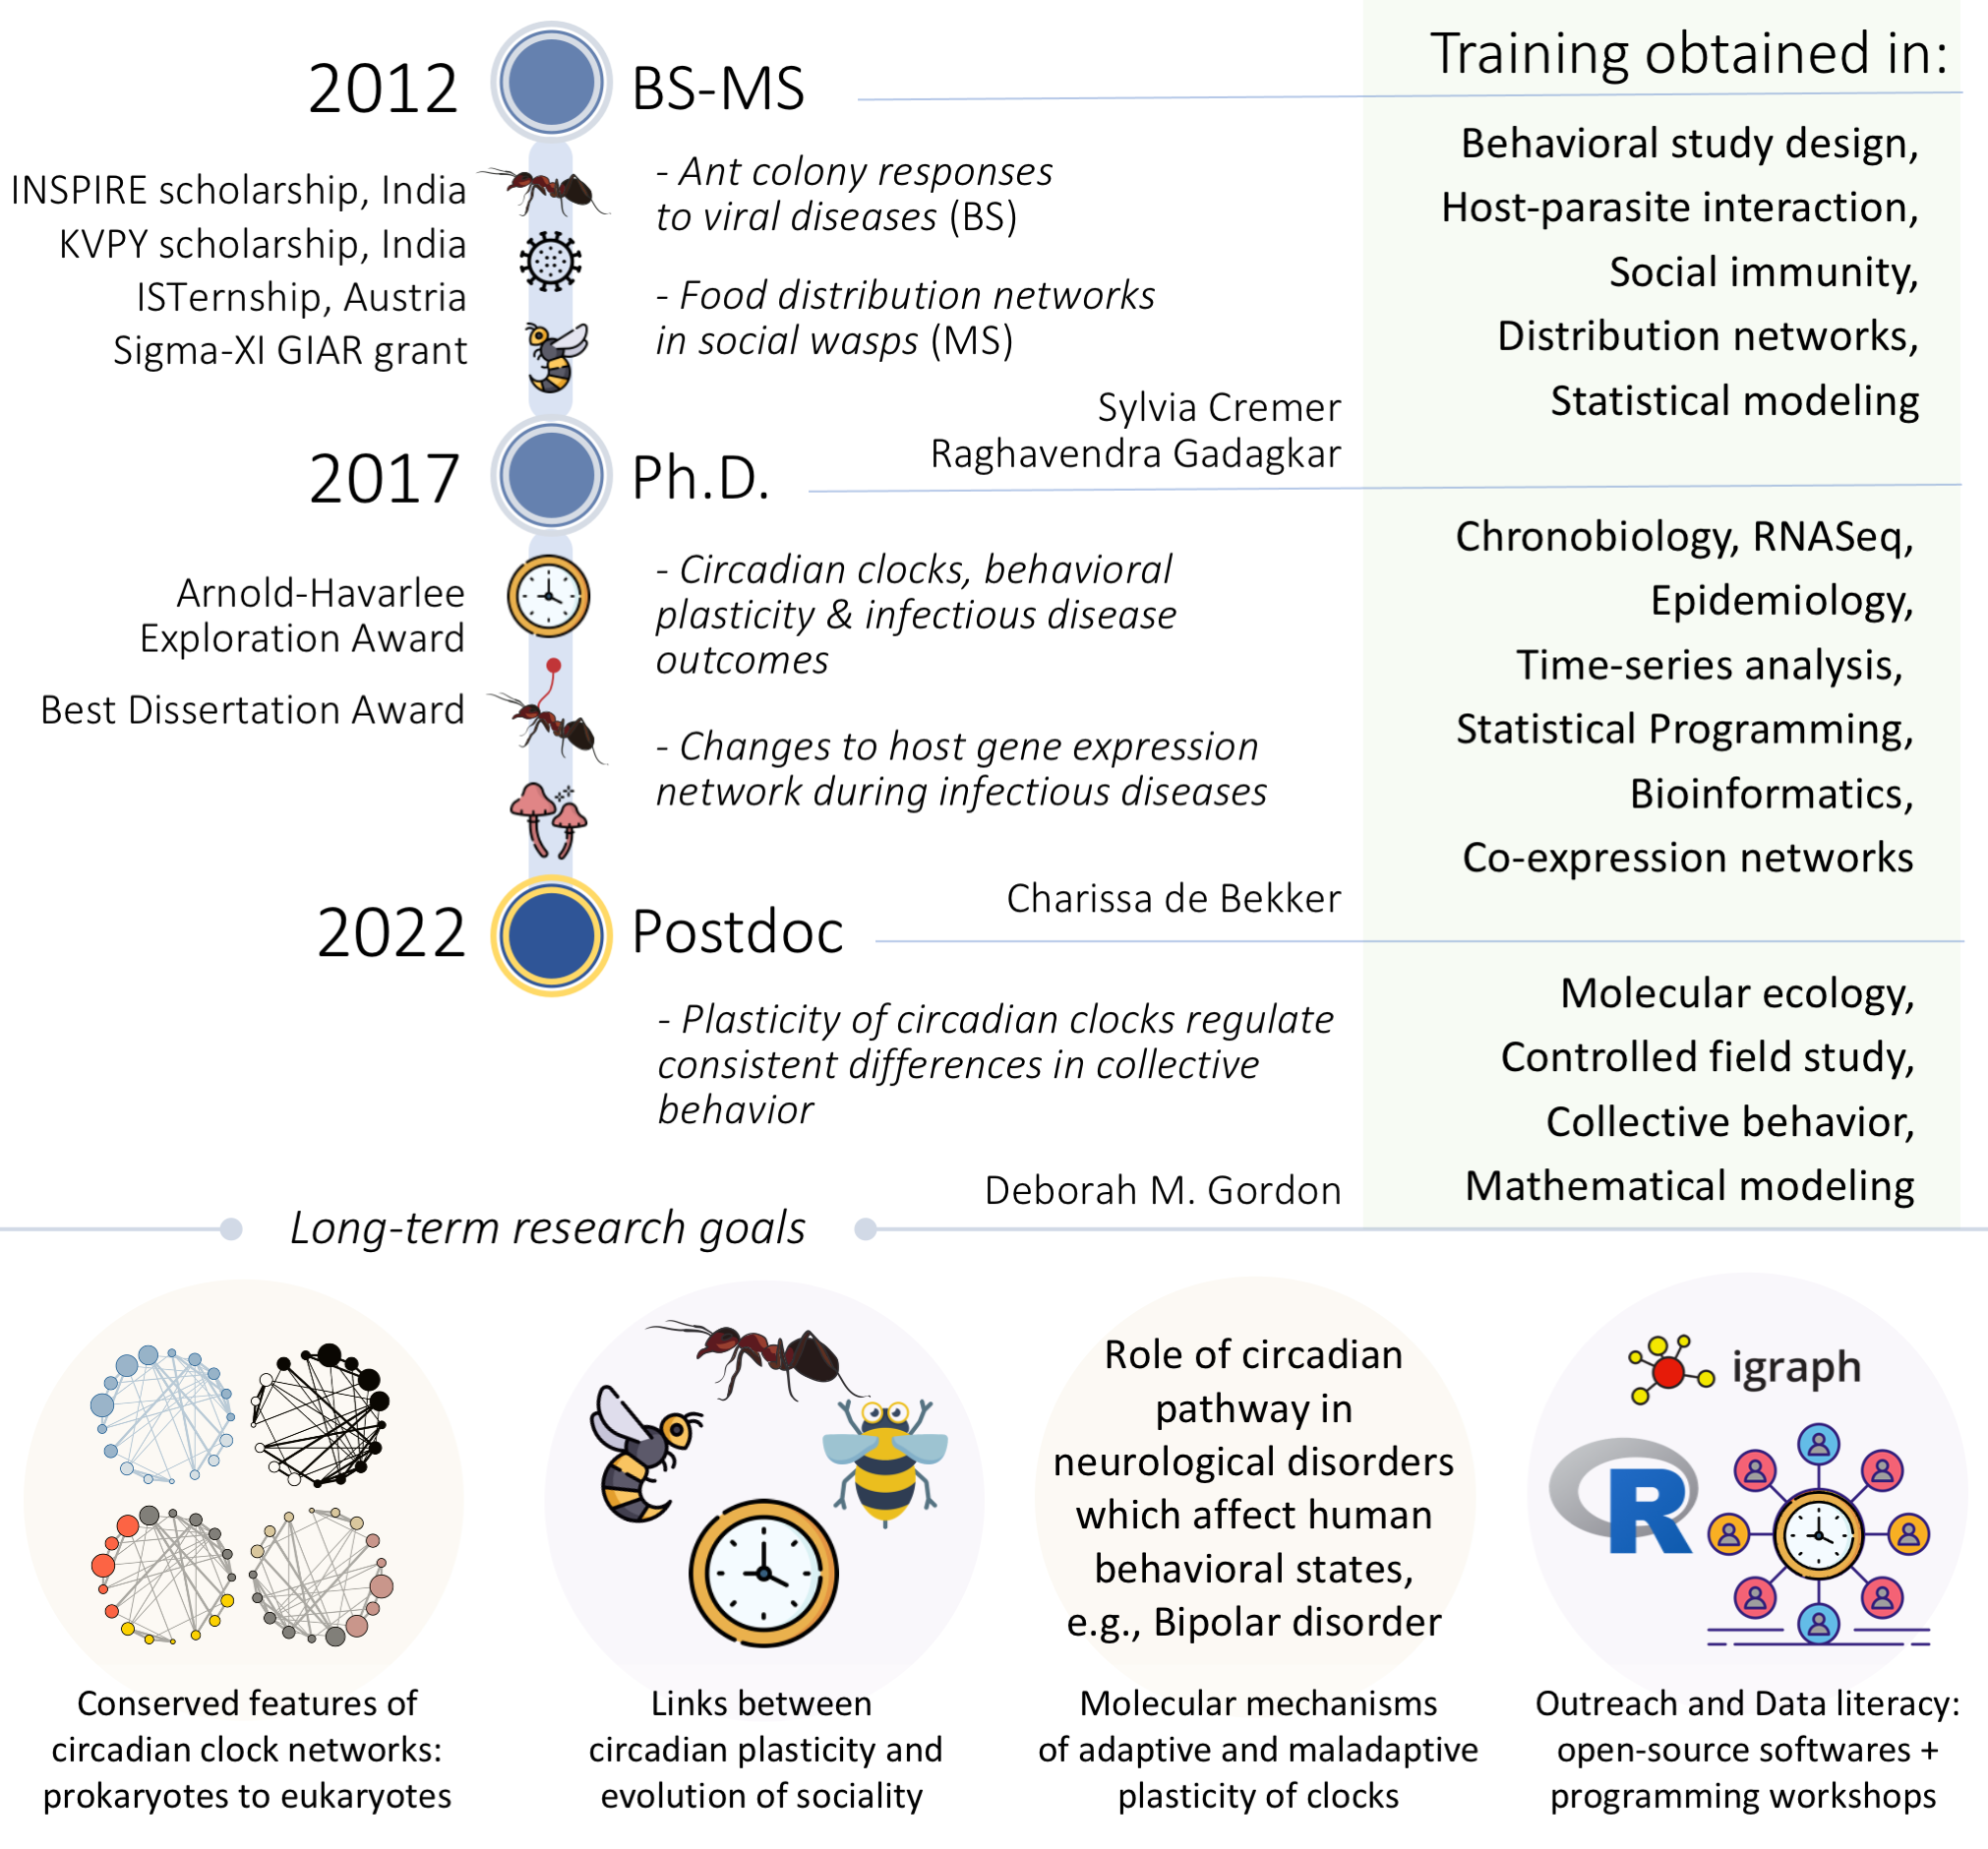 Training obtained in:
2012
BS-MS
INSPIRE scholarship, India
KVPY scholarship, India
ISTernship, Austria
Sigma-XI GIAR grant
- Ant colony responses
to viral diseases (BS)
- Food distribution networks
in social wasps (MS)
Sylvia Cremer
Raghavendra Gadagkar
Behavioral study design,
Host-parasite interaction,
Social immunity,
Distribution networks,
Statistical modeling
2017
Ph.D.
Arnold-Havarlee
Exploration Award
Best Dissertation Award
- Circadian clocks, behavioral
plasticity & infectious disease
outcomes
- Changes to host gene expression
network during infectious diseases
Charissa de Bekker
Chronobiology, RNASeq,
Epidemiology,
Time-series analysis,
Statistical Programming,
Bioinformatics,
Co-expression networks
2022
Postdoc
- Plasticity of circadian clocks regulate
consistent differences in collective
behavior
Deborah M. Gordon
Molecular ecology,
Controlled field study,
Collective behavior,
Mathematical modeling
Long-term research goals
Conserved features of
circadian clock networks:
prokaryotes to eukaryotes
Links between
circadian plasticity and
evolution of sociality
Role of circadian
pathway in
neurological disorders
which affect human
behavioral states,
e.g., Bipolar disorder
Molecular mechanisms
of adaptive and maladaptive
plasticity of clocks
igraph
R
Outreach and Data literacy:
open-source softwares +
programming workshops